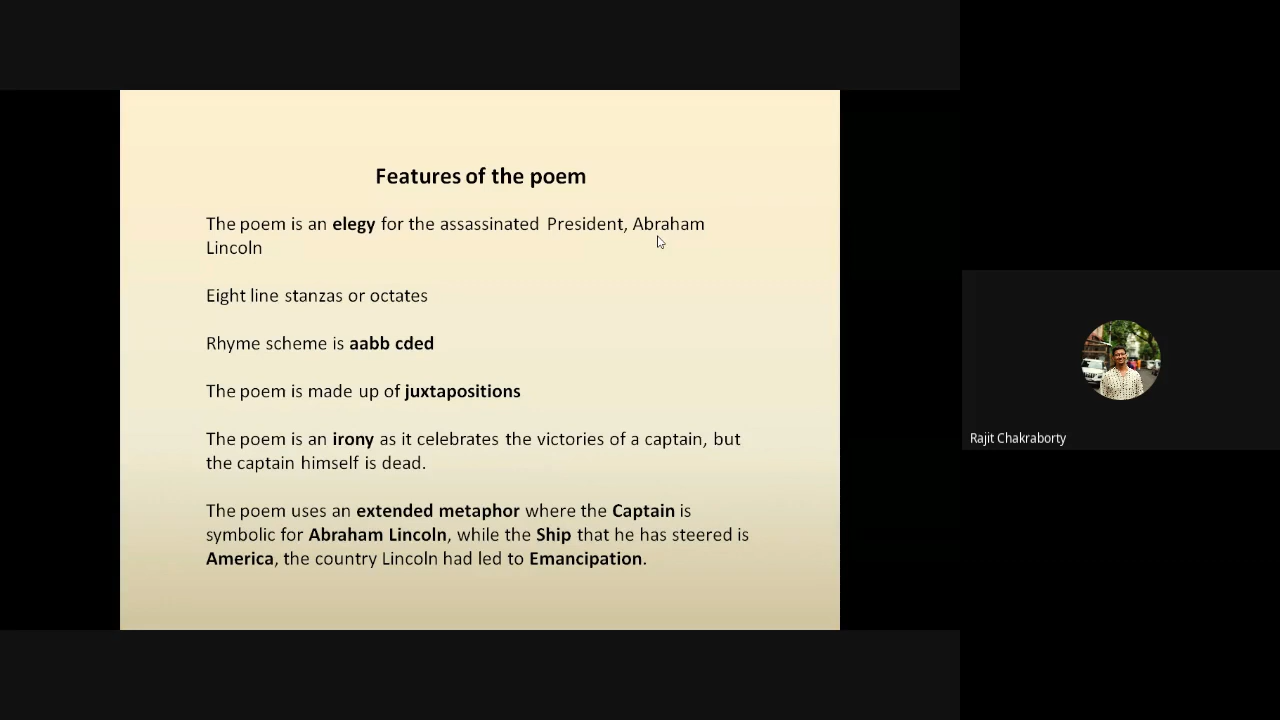 Features of the poem
The poem is an elegy for the assassinated President, Abraham
Lincoln
Eight line stanzas or octates
Rhyme scheme is aabb cded
The poem is made up of juxtapositions
The poem is an irony as it celebrates the victories of a captain, but
the captain himself is dead.
The poem uses an extended metaphor where the Captain is
symbolic for Abraham Lincoln, while the Ship that he has steered is
America, the country Lincoln had led to Emancipation.
Rajit Chakraborty